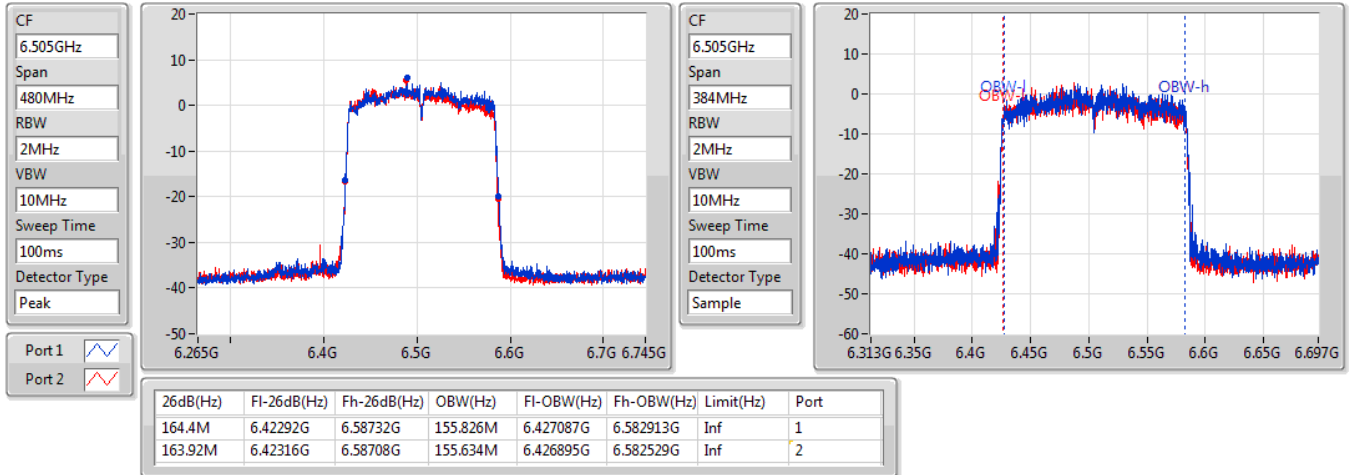 CF
6.505GHz
Span
480MHz
RBW
2MHz
VBW
10MHz
Sweep Time
100ms
Detector Type
Peak
Port 1
Port 2
20
10
0
-10
-20
-30
-40
-50
6.265G 6.4G 6.5G 6.6G 6.7G 6.745G
CF
6.505GHz
Span
384MHz
RBW
2MHz
VBW
10MHz
Sweep Time
100ms
Detector Type
Sample
20
10
0
-10
-20
-30
-40
-50
-60
OBW-l OBW-h
OBW-l
6.313G 6.35G 6.4G 6.45G 6.5G 6.55G 6.6G 6.65G 6.697G
26dB(Hz) Fl-26dB(Hz) Fh-26dB(Hz) OBW(Hz) Fl-OBW(Hz) Fh-OBW(Hz) Limit(Hz) Port
164.4M 6.42292G 6.58732G 155.826M 6.427087G 6.582913G Inf 1
163.92M 6.42316G 6.58708G 155.634M 6.426895G 6.582529G Inf 2